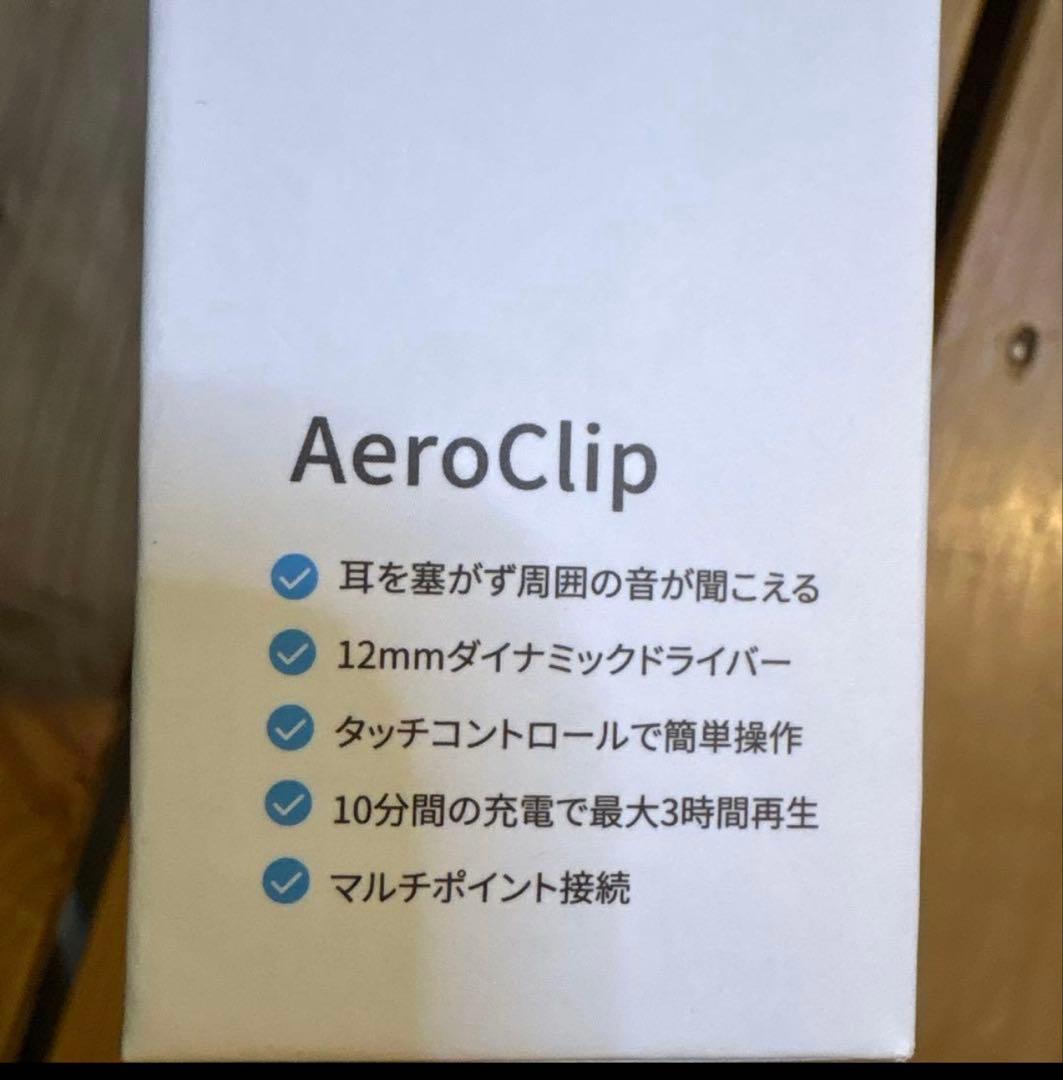 AeroClip
耳を塞がず周囲の音が聞こえる
12mmダイナミックドライバー
タッチコントロールで簡単操作
10分間の充電で最大3時間再生
マルチポイント接続